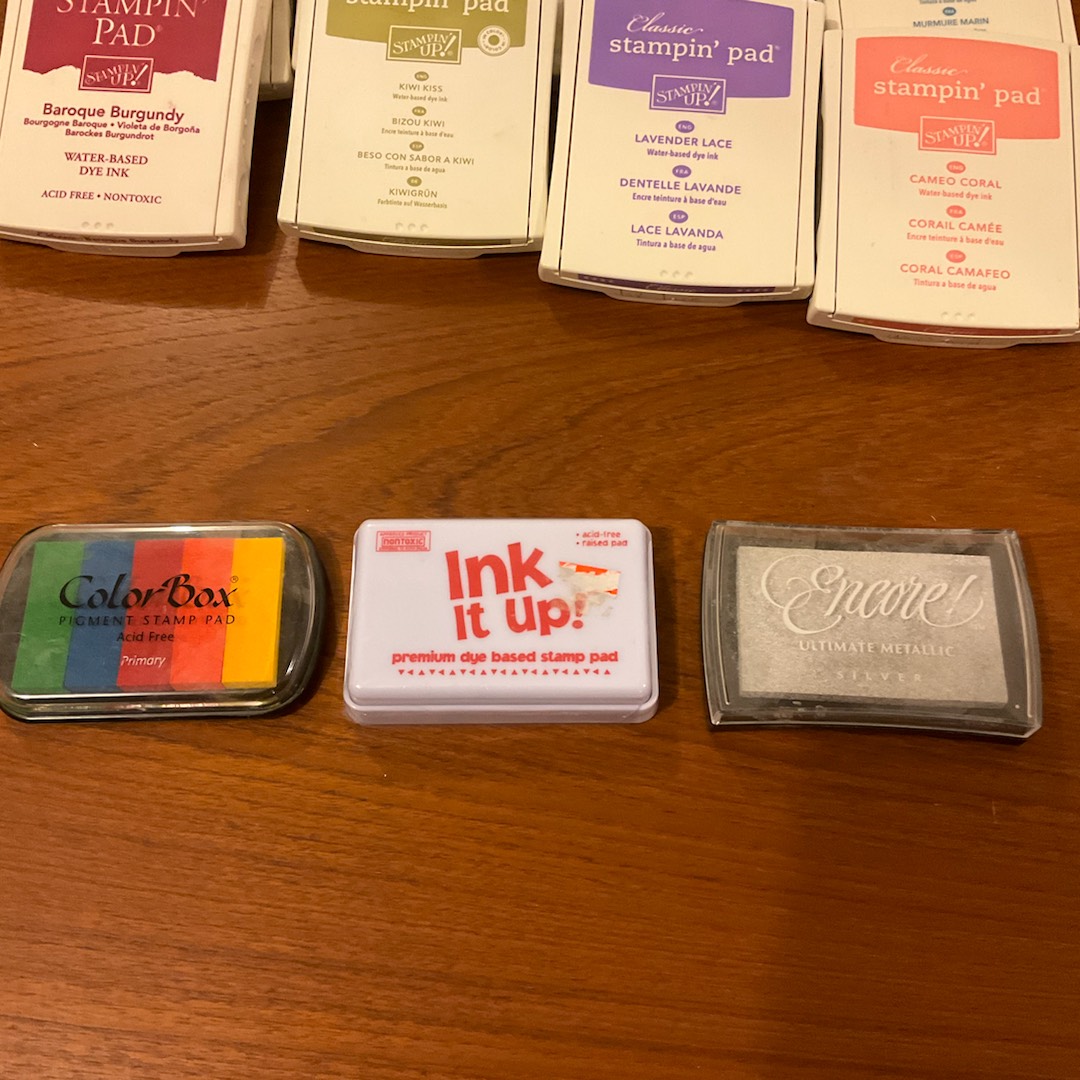 STAMPIN'
PAD®
STAMPIN'
UP!®
Baroque Burgundy
Bourgogne Baroque • Violeta de Borgoña
Barockes Burgundrot
WATER-BASED
DYE INK
ACID FREE • NONTOXIC
Baroque Burgundy
stampin' pad
STAMPIN'
UP!®
ENG
KIWI KISS
Water-based dye ink
FRA
BIZOU KIWI
Encre teinture à base d'eau
ESP
BESO CON SABOR A KIWI
Tintura a base de agua
DE
KIWIGRÜN
Farbtinte auf Wasserbasis
Classic
stampin' pad®
STAMPIN'
UP!®
ENG
LAVENDER LACE
Water-based dye ink
FRA
DENTELLE LAVANDE
Encre teinture à base d'eau
ESP
LACE LAVANDA
Tintura a base de agua
MURMURE MARIN
Classic
stampin' pad®
STAMPIN'
UP!®
ENG
CAMEO CORAL
Water-based dye ink
FRA
CORAIL CAMÉE
Encre teinture à base d'eau
ESP
CORAL CAMAFEO
Tintura a base de agua
ColorBox®
PIGMENT STAMP PAD
Acid Free
Primary
nontoxic
• acid-free
• raised pad
Ink
It Up!
premium dye based stamp pad
Encore!
ULTIMATE METALLIC
SILVER